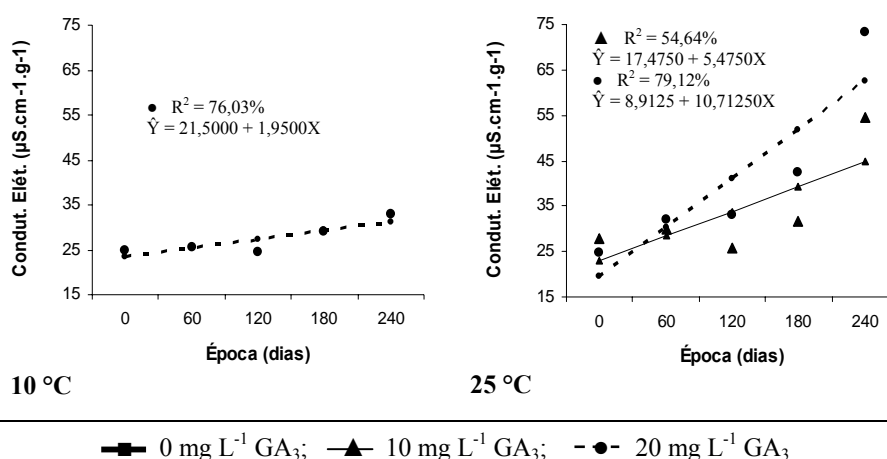 75
65
55
45
35
25
15
Condut. Elét. (µS.cm-1.g-1)
● R² = 76,03%
Ŷ = 21,5000 + 1,9500X
0 60 120 180 240
Época (dias)
10 °C
75
65
55
45
35
25
15
Condut. Elét. (µS.cm-1.g-1)
▲ R² = 54,64%
Ŷ = 17,4750 + 5,4750X
● R² = 79,12%
Ŷ = 8,9125 + 10,71250X
0 60 120 180 240
Época (dias)
25 °C
0 mg L⁻¹ GA₃; 10 mg L⁻¹ GA₃; 20 mg L⁻¹ GA₃